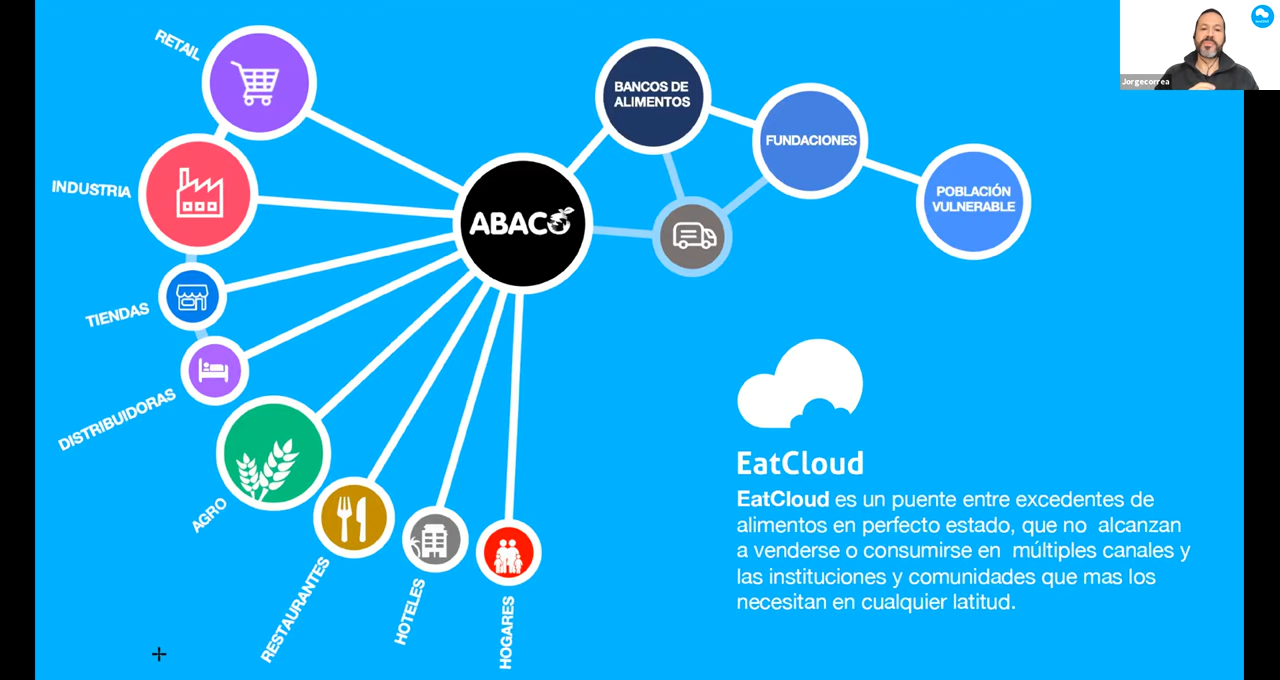 RETAIL
INDUSTRIA
TIENDAS
DISTRIBUIDORAS
AGRO
RESTAURANTES
HOTELES
HOGARES
ABACO
BANCOS DE
ALIMENTOS
FUNDACIONES
POBLACIÓN
VULNERABLE
Jorgecorrea
EatCloud
EatCloud es un puente entre excedentes de
alimentos en perfecto estado, que no alcanzan
a venderse o consumirse en múltiples canales y
las instituciones y comunidades que mas los
necesitan en cualquier latitud.